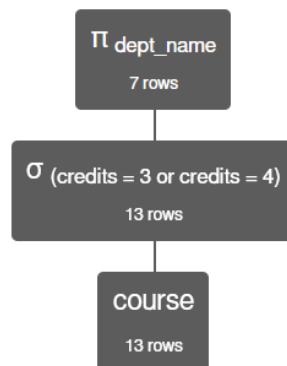 π dept_name
7 rows
σ (credits = 3 or credits = 4)
13 rows
course
13 rows